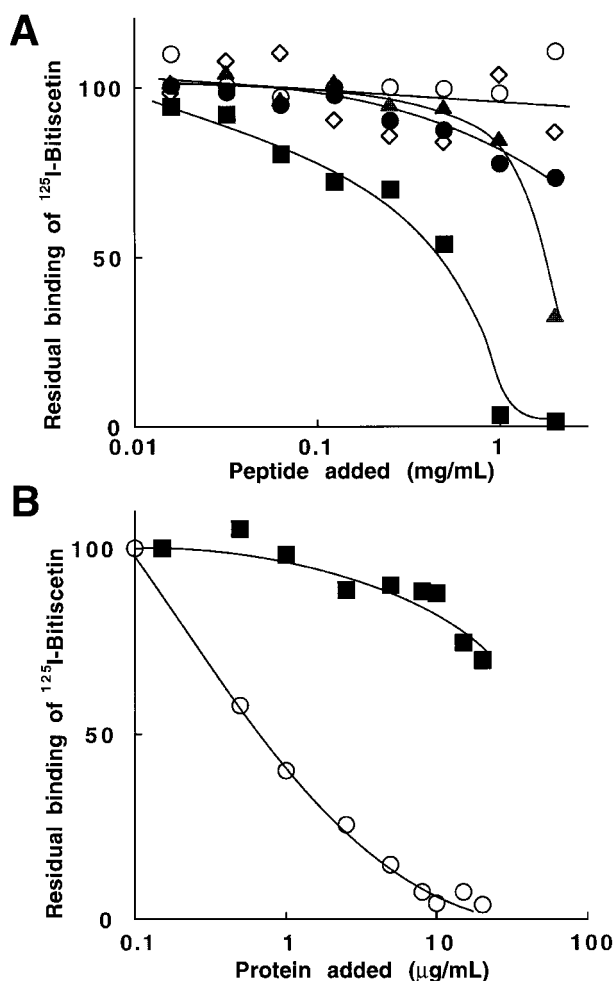 A
Residual binding of ¹²⁵I-Bitiscetin
100
50
0
0.01 0.1 1
Peptide added (mg/mL)
B
Residual binding of ¹²⁵I-Bitiscetin
100
50
0
0.1 1 10 100
Protein added (μg/mL)